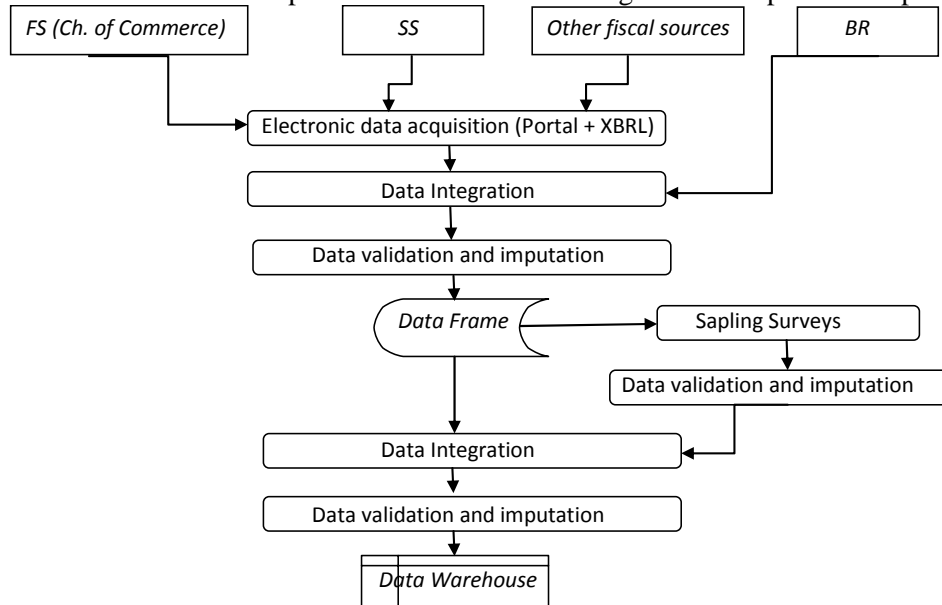 FS (Ch. of Commerce)
SS
Other fiscal sources
BR
Electronic data acquisition (Portal + XBRL)
Data Integration
Data validation and imputation
Data Frame
Sapling Surveys
Data validation and imputation
Data Integration
Data validation and imputation
Data Warehouse